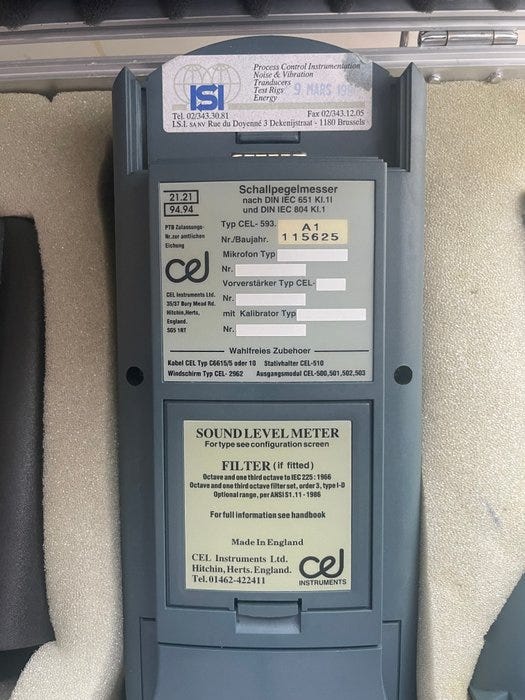 Process Control Instrumentation
Noise & Vibration
Tranducers
Test Rigs
Energy
9 MARS
ISI
Tel. 02/343.30.81 Fax 02/343.12.05
I.S.I. SA NV Rue du Doyenné 3 Dekenijstraat - 1180 Brussels
21.21
94.94
PTB Zulassungs-
Nr.zur amtlichen
Eichung
cel
CEL Instruments Ltd.
35/37 Bury Mead Rd.
Hitchin, Herts,
England.
SG5 1RT
Schallpegelmesser
nach DIN IEC 651 Kl.1I
und DIN IEC 804 Kl.1
Typ CEL- 593. A1
Nr./Baujahr. 115625
Mikrofon Typ
Nr.
Vorverstärker Typ CEL-
Nr.
mit Kalibrator Typ
Nr.
Wahlfreies Zubehoer
Kabel CEL Typ C6615/5 oder 10 Stativhalter CEL-510
Windschirm Typ CEL- 2962 Ausgangsmodul CEL-500,501,502,503
SOUND LEVEL METER
For type see configuration screen
FILTER (if fitted)
Octave and one third octave to IEC 225 : 1966
Octave and one third octave filter set, order 3, type I-D
Optional range, per ANSI S1.11 - 1986
For full information see handbook
Made in England
CEL Instruments Ltd.
Hitchin, Herts. England.
Tel. 01462-422411
cel
INSTRUMENTS